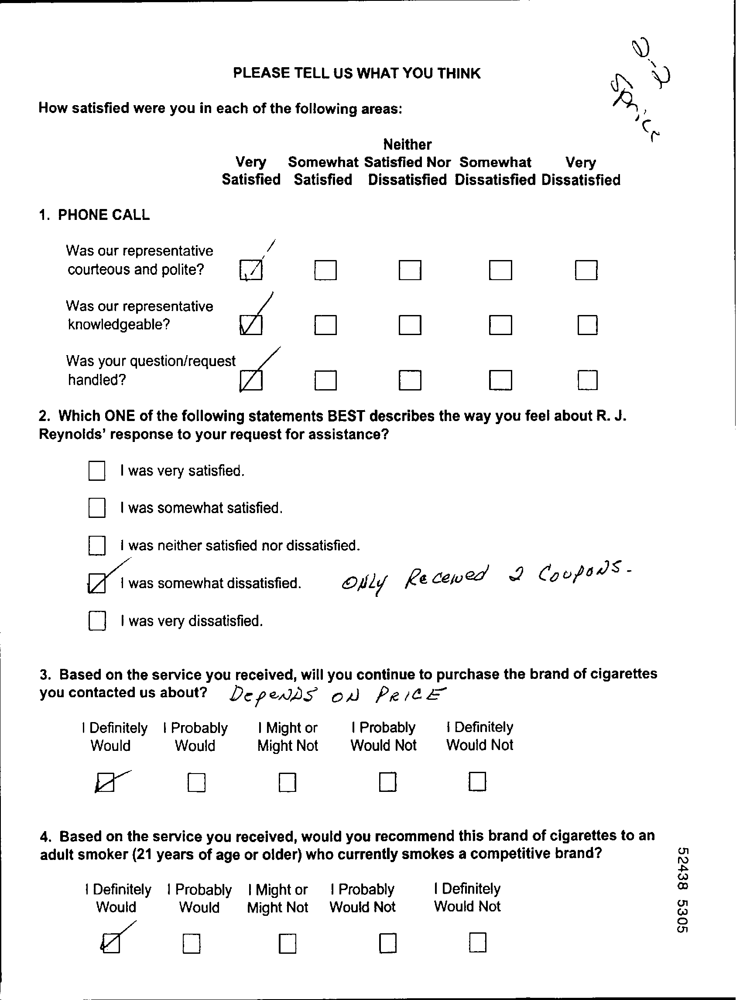 Q-2
Sprice
PLEASE TELL US WHAT YOU THINK
How satisfied were you in each of the following areas:
Neither
Very Somewhat Satisfied Nor Somewhat Very
Satisfied Satisfied Dissatisfied Dissatisfied Dissatisfied
1. PHONE CALL
Was our representative
courteous and polite?
Was our representative
knowledgeable?
Was your question/request
handled?
2. Which ONE of the following statements BEST describes the way you feel about R. J.
Reynolds' response to your request for assistance?
I was very satisfied.
I was somewhat satisfied.
I was neither satisfied nor dissatisfied.
I was somewhat dissatisfied. ONLY Received 2 Coupons.
I was very dissatisfied.
3. Based on the service you received, will you continue to purchase the brand of cigarettes
you contacted us about? Depends on Price
I Definitely I Probably I Might or I Probably I Definitely
Would Would Might Not Would Not Would Not
4. Based on the service you received, would you recommend this brand of cigarettes to an
adult smoker (21 years of age or older) who currently smokes a competitive brand?
I Definitely I Probably I Might or I Probably I Definitely
Would Would Might Not Would Not Would Not
52438 5305